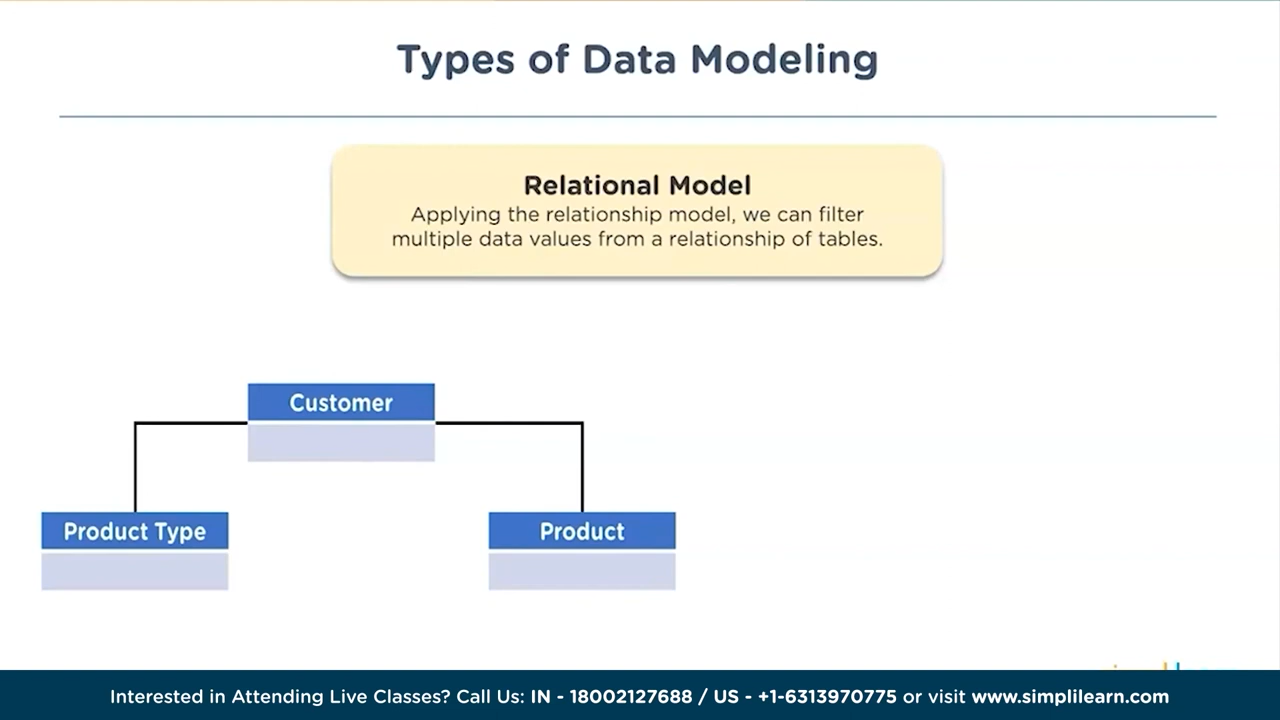 Types of Data Modeling
Relational Model
Applying the relationship model, we can filter
multiple data values from a relationship of tables.
Customer
Product Type
Product
Interested in Attending Live Classes? Call Us: IN - 18002127688 / US - +1-6313970775 or visit www.simplilearn.com